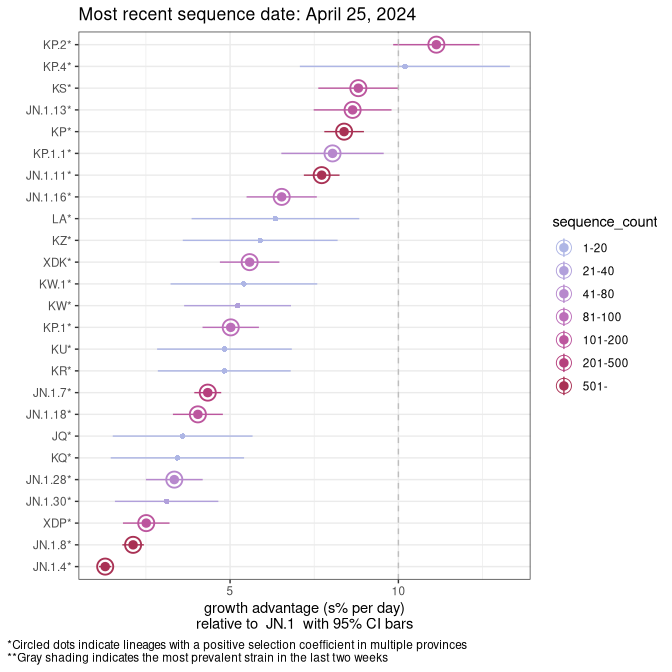 Most recent sequence date: April 25, 2024
KP.2*
KP.4*
KS*
JN.1.13*
KP*
KP.1.1*
JN.1.11*
JN.1.16*
LA*
KZ*
XDK*
KW.1*
KW*
KP.1*
KU*
KR*
JN.1.7*
JN.1.18*
JQ*
KQ*
JN.1.28*
JN.1.30*
XDP*
JN.1.8*
JN.1.4*
5
10
growth advantage (s% per day)
relative to JN.1 with 95% CI bars
sequence_count
1-20
21-40
41-80
81-100
101-200
201-500
501-
*Circled dots indicate lineages with a positive selection coefficient in multiple provinces
**Gray shading indicates the most prevalent strain in the last two weeks